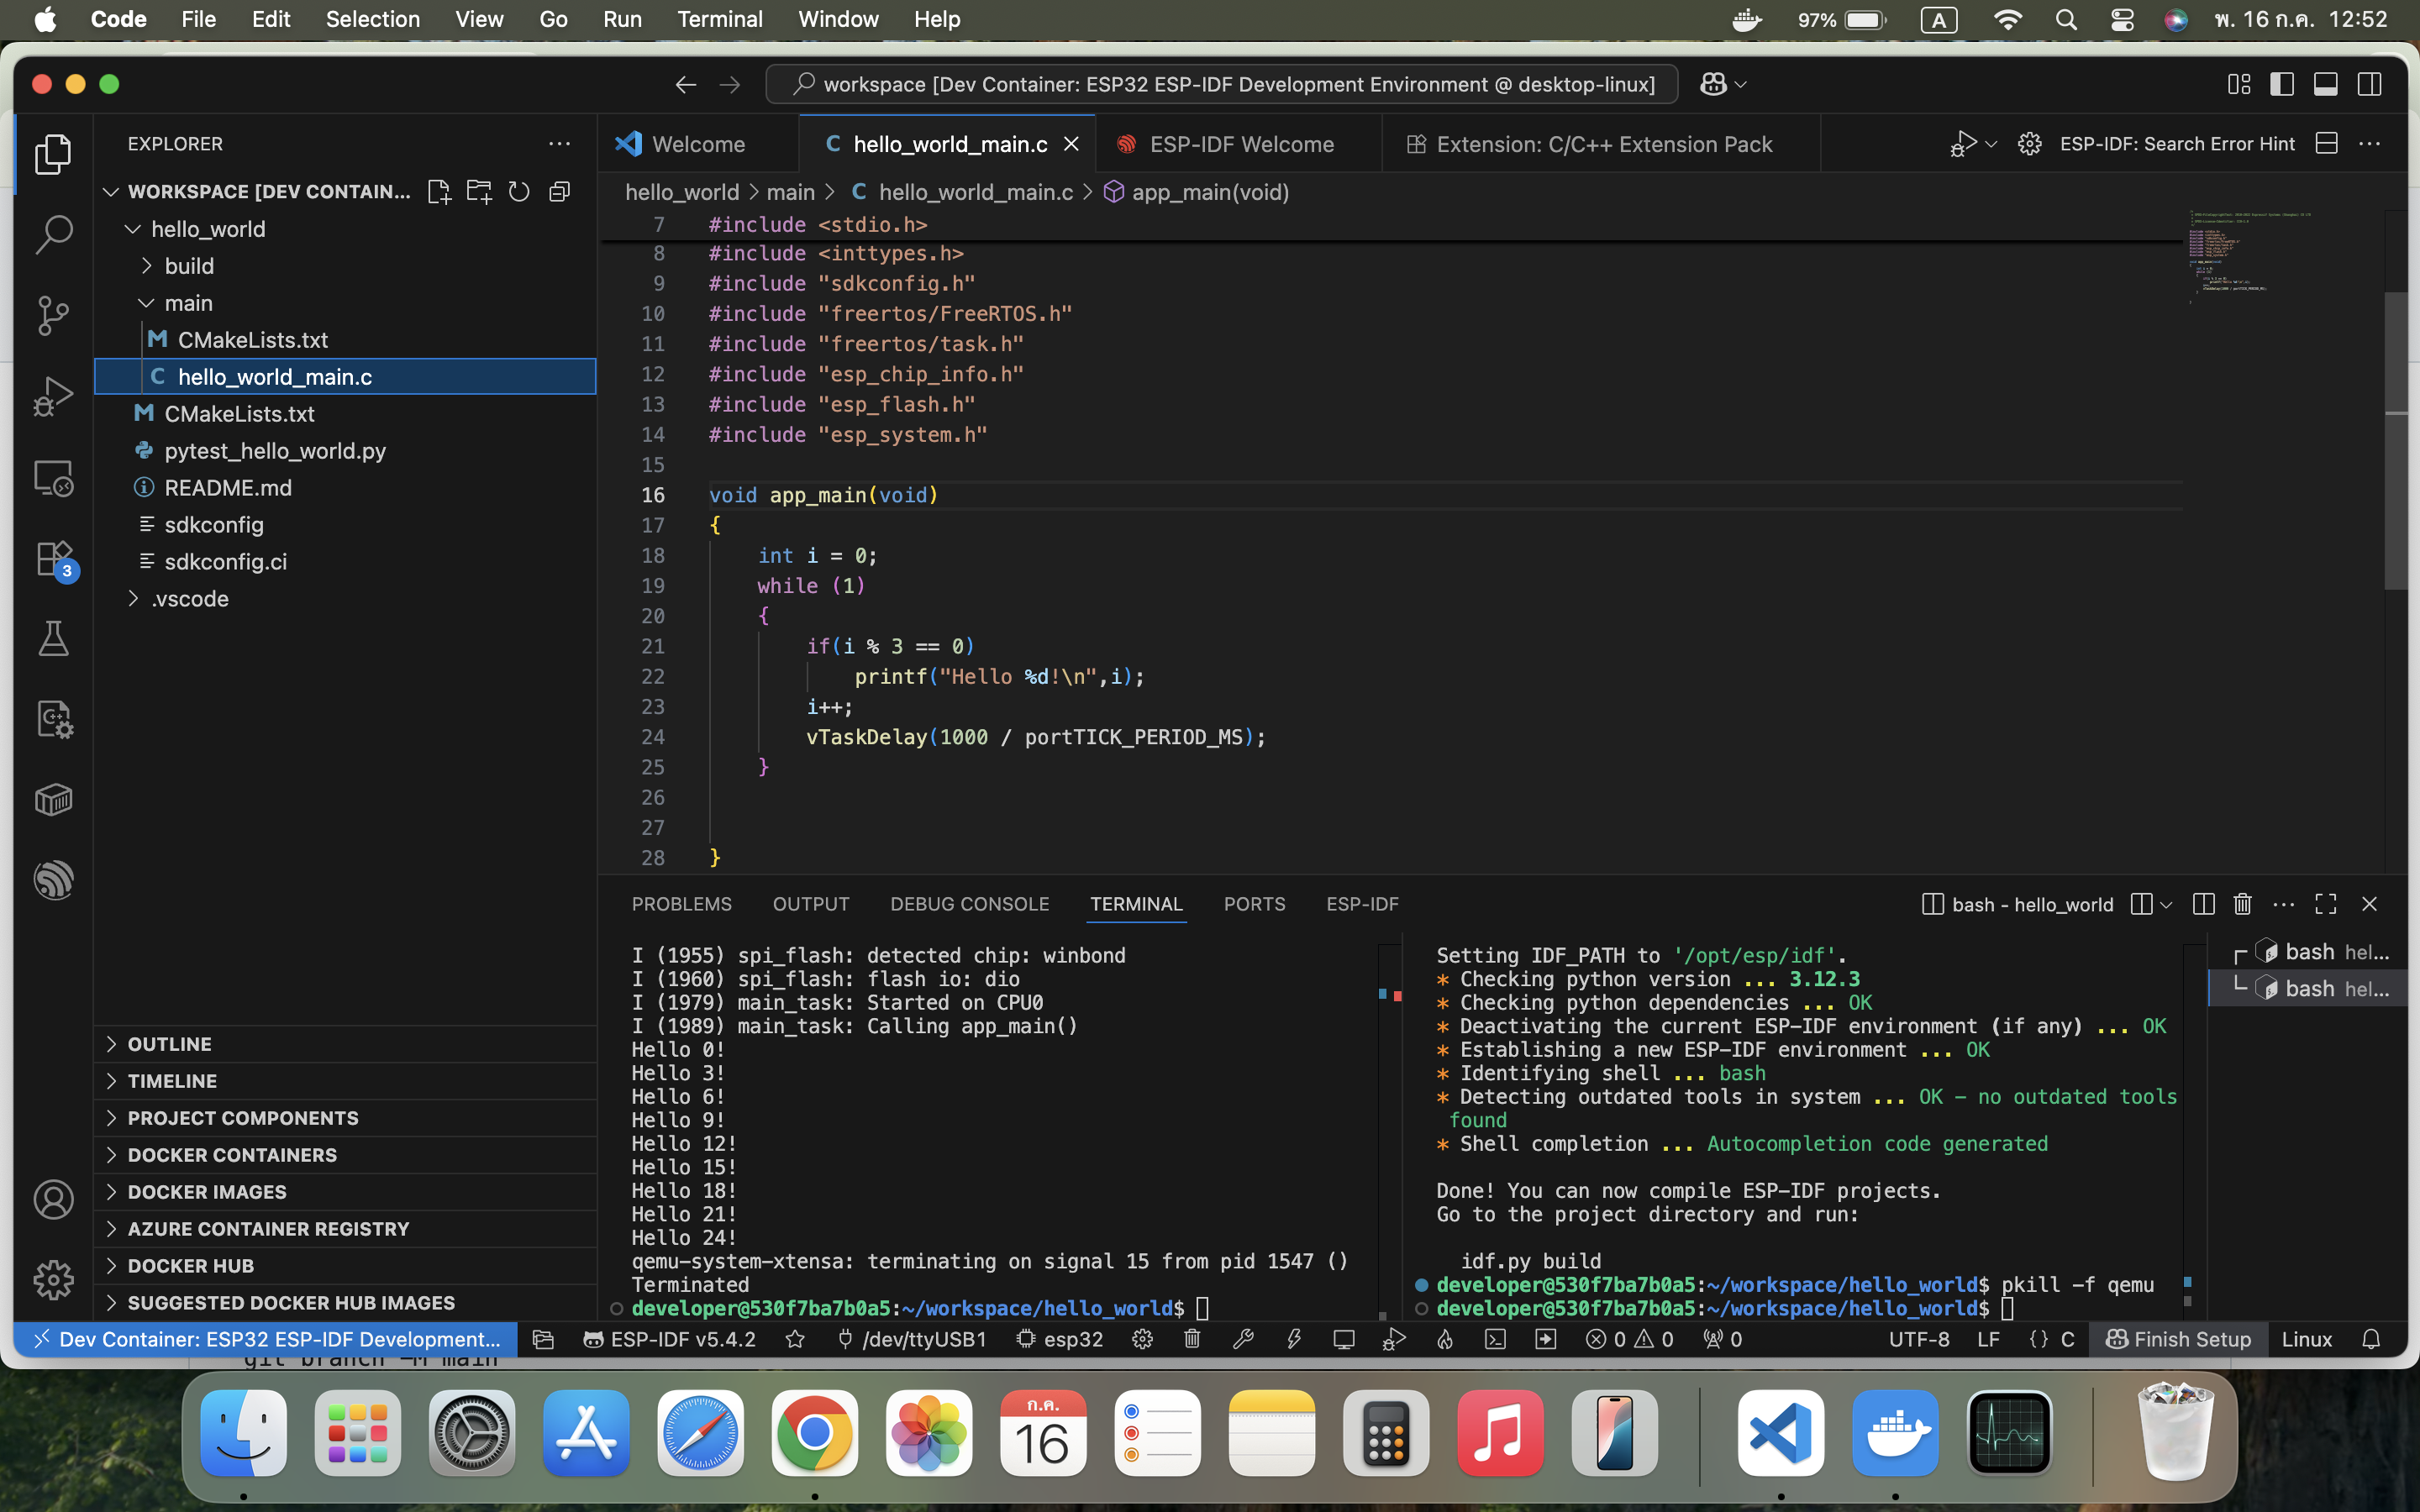 Code File Edit Selection View Go Run Terminal Window Help 97% A พ. 16 ก.ค. 12:52
workspace [Dev Container: ESP32 ESP-IDF Development Environment @ desktop-linux]
EXPLORER
WORKSPACE [DEV CONTAIN...
hello_world
build
main
CMakeLists.txt
hello_world_main.c
CMakeLists.txt
pytest_hello_world.py
README.md
sdkconfig
sdkconfig.ci
.vscode
3
OUTLINE
TIMELINE
PROJECT COMPONENTS
DOCKER CONTAINERS
DOCKER IMAGES
AZURE CONTAINER REGISTRY
DOCKER HUB
SUGGESTED DOCKER HUB IMAGES
Welcome hello_world_main.c ESP-IDF Welcome Extension: C/C++ Extension Pack ESP-IDF: Search Error Hint
hello_world > main > C hello_world_main.c > app_main(void)
7 #include <stdio.h>
8 #include <inttypes.h>
9 #include "sdkconfig.h"
10 #include "freertos/FreeRTOS.h"
11 #include "freertos/task.h"
12 #include "esp_chip_info.h"
13 #include "esp_flash.h"
14 #include "esp_system.h"
15
16 void app_main(void)
17 {
18 int i = 0;
19 while (1)
20 {
21 if(i % 3 == 0)
22 printf("Hello %d!\n",i);
23 i++;
24 vTaskDelay(1000 / portTICK_PERIOD_MS);
25 }
26
27
28 }
PROBLEMS OUTPUT DEBUG CONSOLE TERMINAL PORTS ESP-IDF bash - hello_world
I (1955) spi_flash: detected chip: winbond
I (1960) spi_flash: flash io: dio
I (1979) main_task: Started on CPU0
I (1989) main_task: Calling app_main()
Hello 0!
Hello 3!
Hello 6!
Hello 9!
Hello 12!
Hello 15!
Hello 18!
Hello 21!
Hello 24!
qemu-system-xtensa: terminating on signal 15 from pid 1547 ()
Terminated
developer@530f7ba7b0a5:~/workspace/hello_world$
Setting IDF_PATH to '/opt/esp/idf'.
* Checking python version ... 3.12.3
* Checking python dependencies ... OK
* Deactivating the current ESP-IDF environment (if any) ... OK
* Establishing a new ESP-IDF environment ... OK
* Identifying shell ... bash
* Detecting outdated tools in system ... OK - no outdated tools
found
* Shell completion ... Autocompletion code generated
Done! You can now compile ESP-IDF projects.
Go to the project directory and run:
idf.py build
developer@530f7ba7b0a5:~/workspace/hello_world$ pkill -f qemu
developer@530f7ba7b0a5:~/workspace/hello_world$
bash hel...
bash hel...
Dev Container: ESP32 ESP-IDF Development... ESP-IDF v5.4.2 /dev/ttyUSB1 esp32 0 0 0 UTF-8 LF {} C Finish Setup Linux
git branch -M main
ก.ค.
16